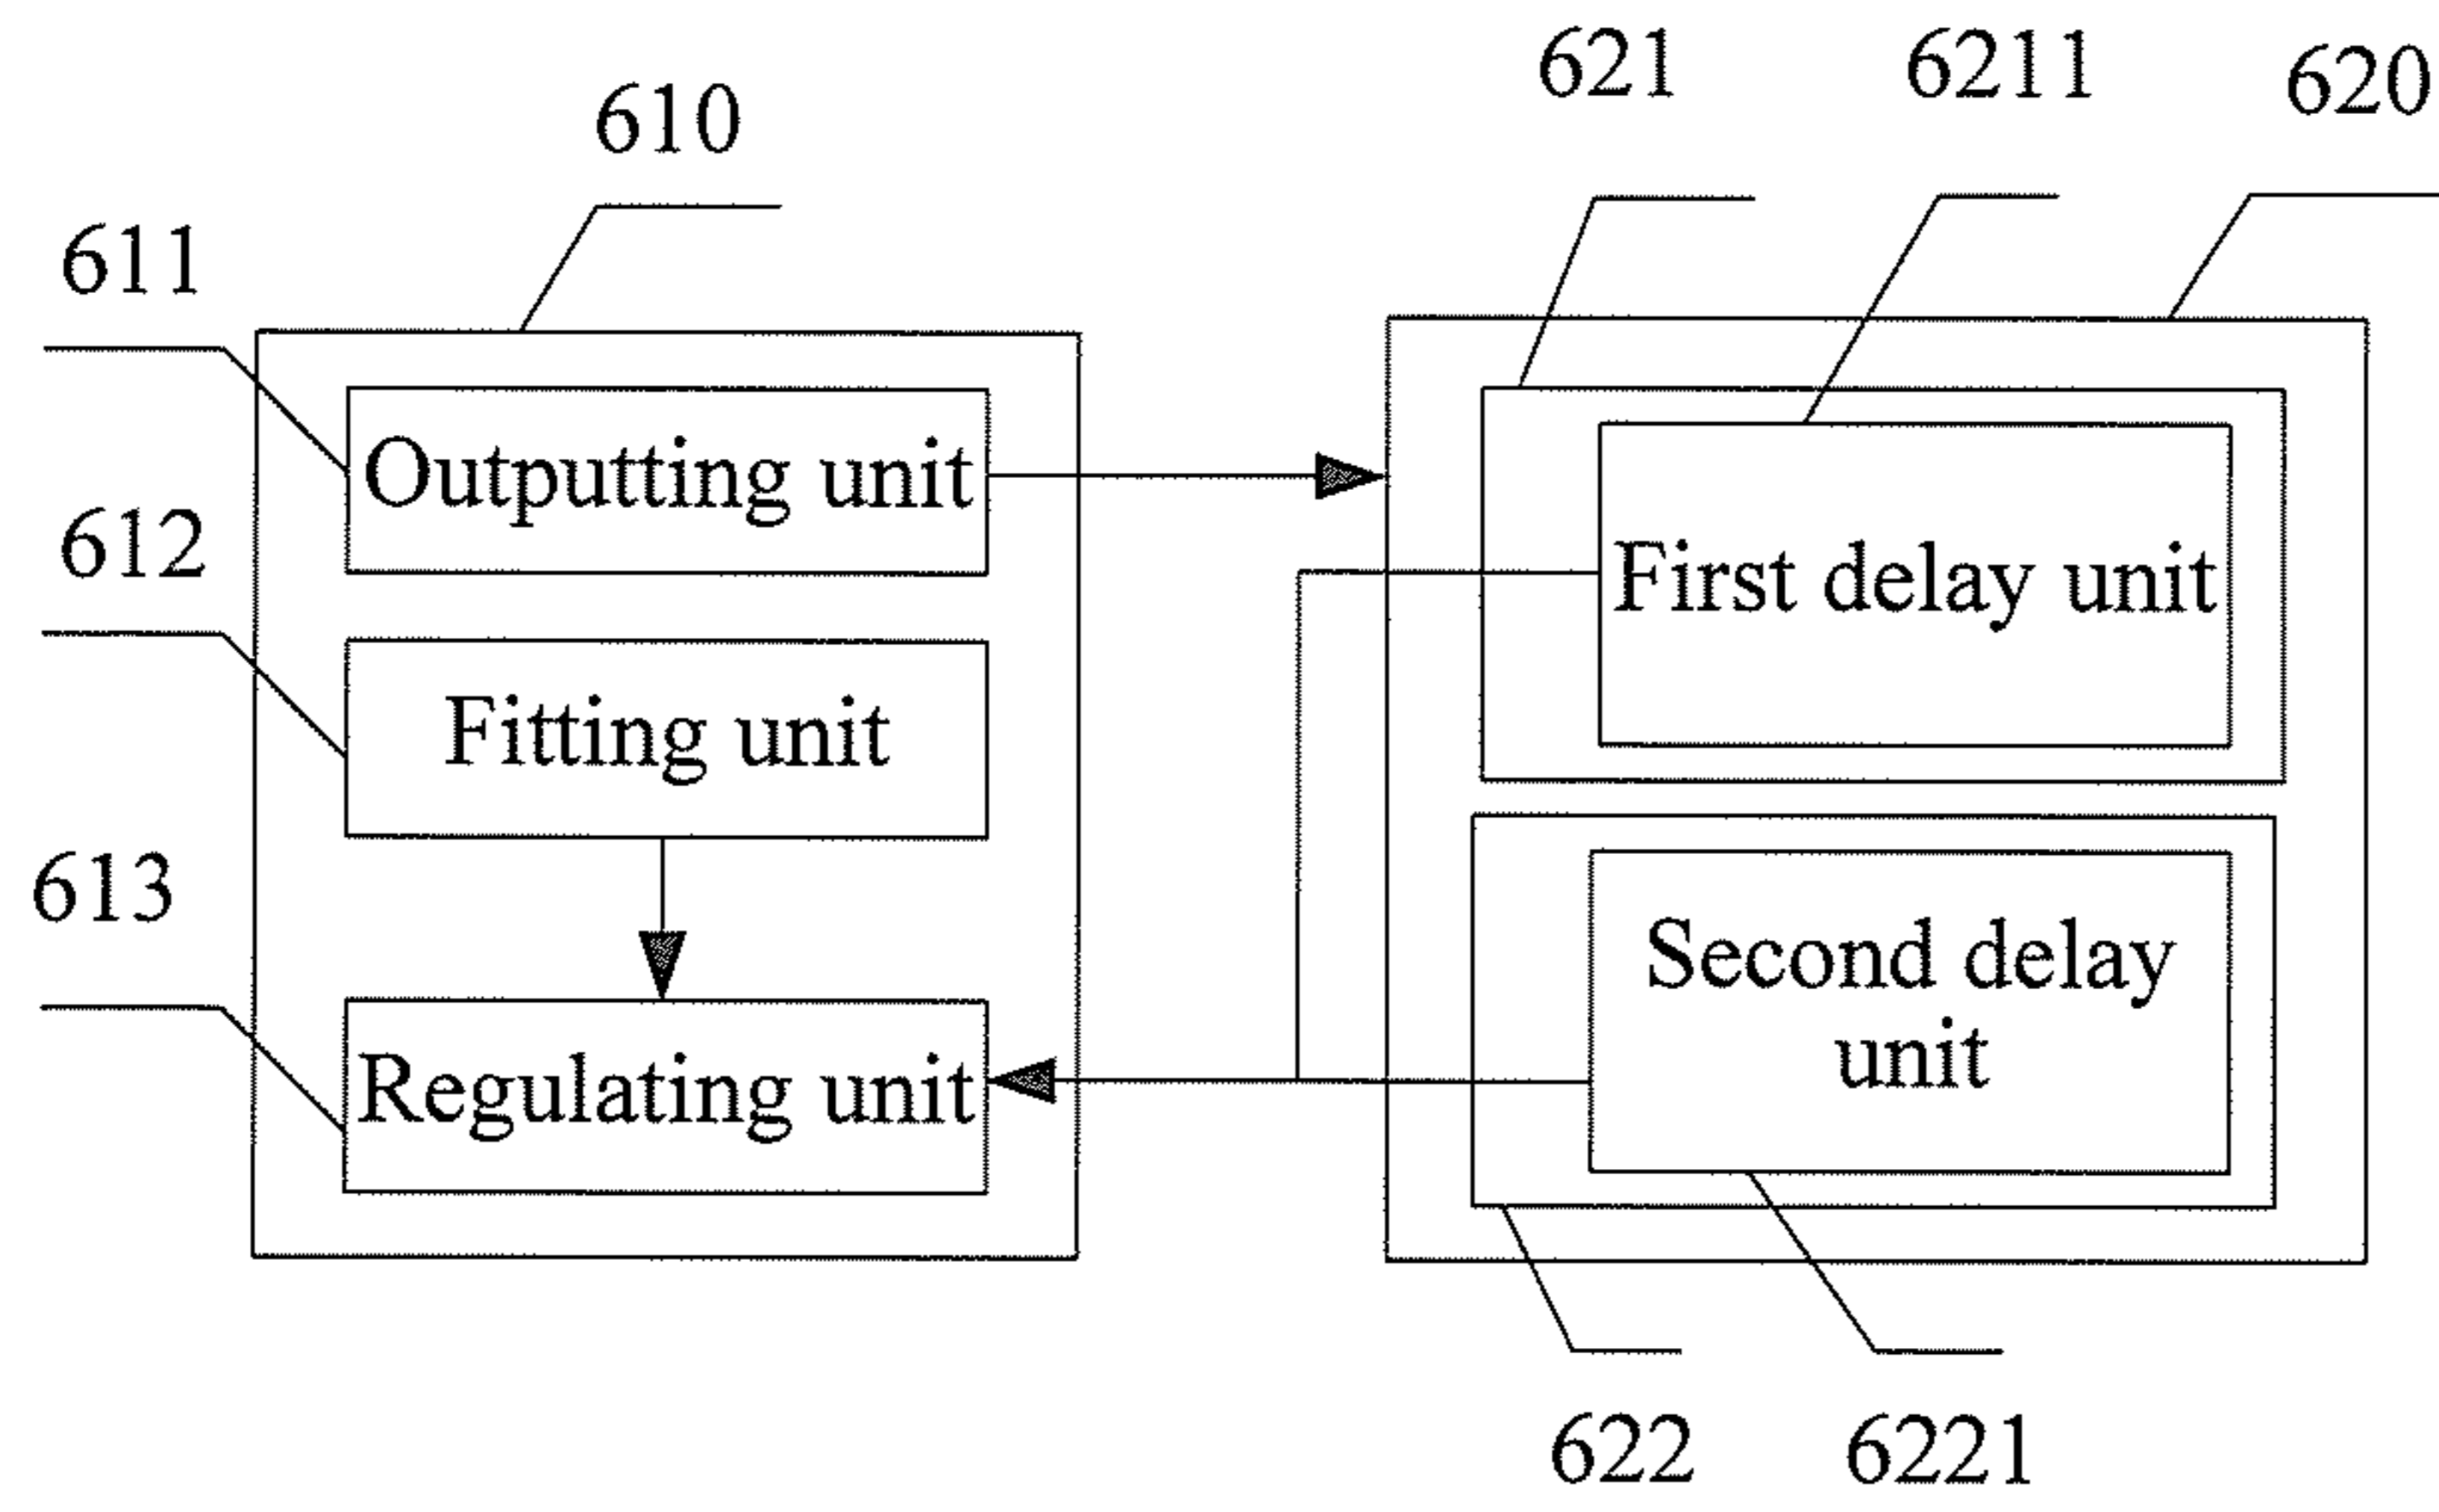 621
6211
620
610
611
Outputting unit
612
First delay unit
Fitting unit
613
Second delay
unit
Regulating unit
622
6221